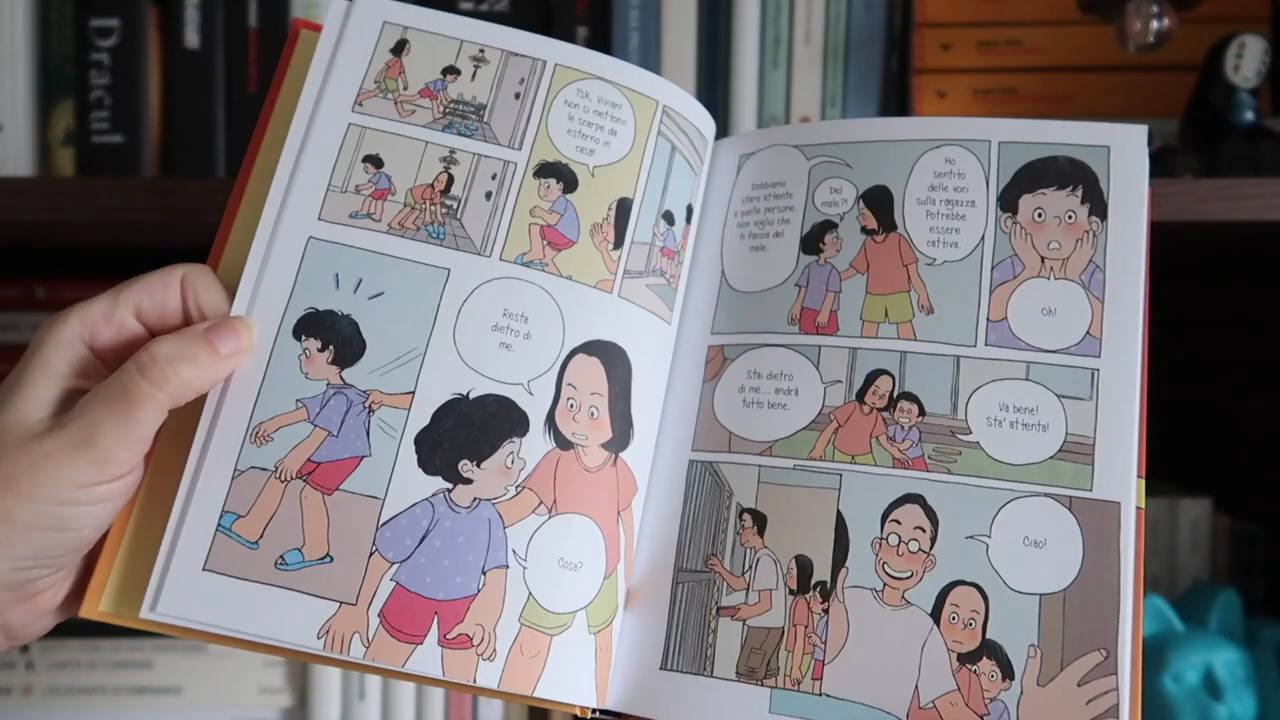 Dracul
Tsk, Vivian!
Non si mettono
le scarpe da
esterno in
casa!
Resta
dietro di
me.
Cosa?
Dobbiamo
stare attente
a quelle persone.
Non voglio che
ti faccia del
male.
Del
male?!
Ho
sentito
delle voci
sulla ragazza.
Potrebbe
essere
cattiva.
Oh!
Stai dietro
di me... andrà
tutto bene.
Va bene!
Sta' attenta!
Ciao!